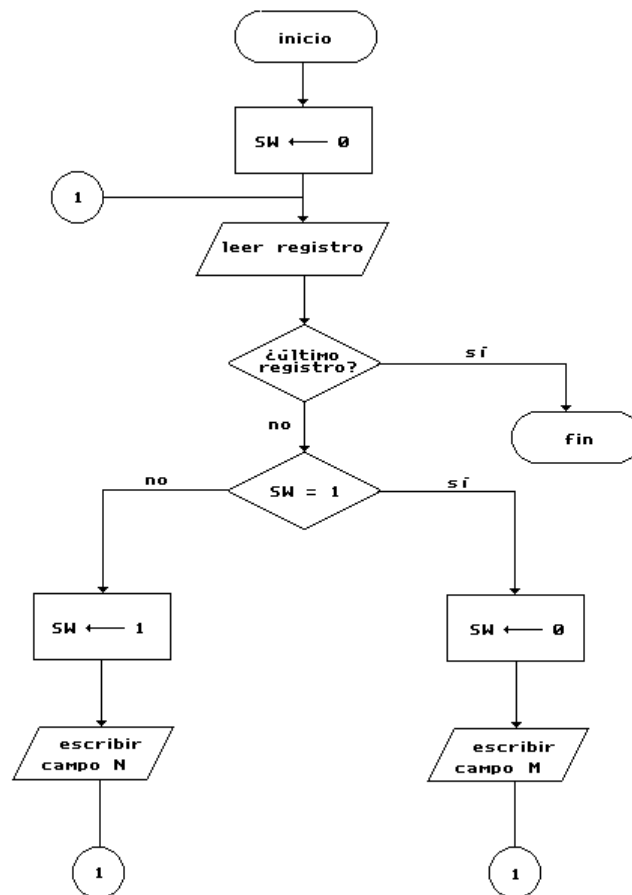 inicio
SW ← 0
1
leer registro
¿último
registro?
sí
no
fin
SW = 1
no
sí
SW ← 1
SW ← 0
escribir
campo N
escribir
campo M
1
1